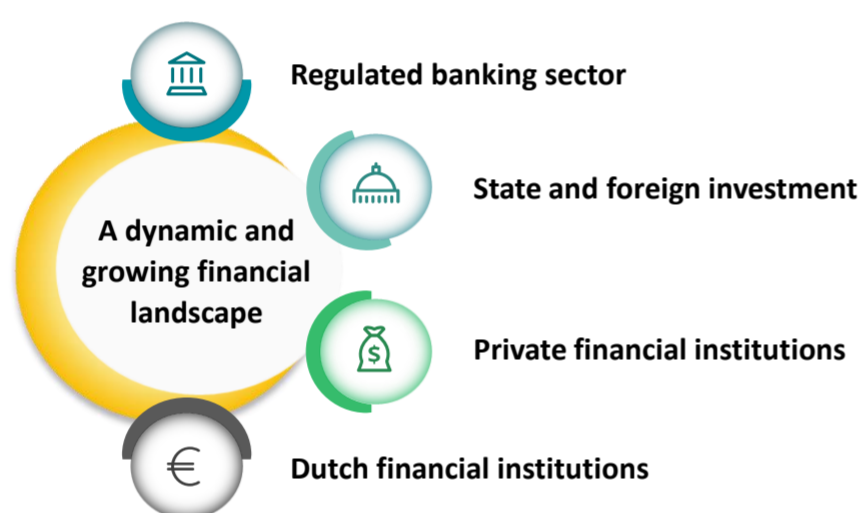 Regulated banking sector
State and foreign investment
A dynamic and
growing financial
landscape
Private financial institutions
Dutch financial institutions